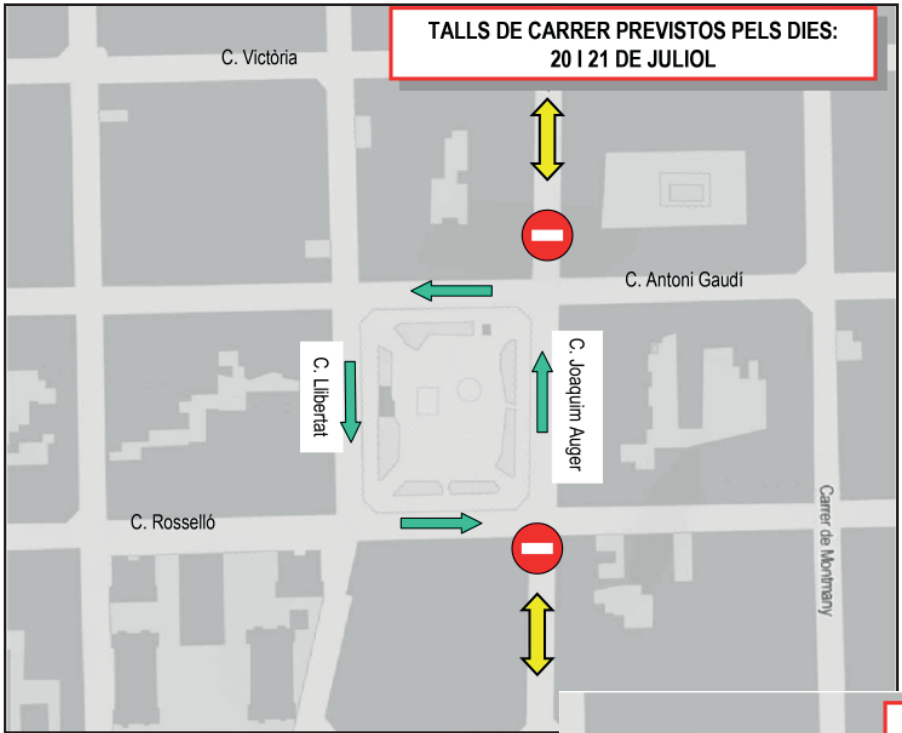 TALLS DE CARRER PREVISTOS PELS DIES:
20 I 21 DE JULIOL
C. Victòria
C. Antoni Gaudí
C. Llibertat
C. Joaquim Auger
C. Rosselló
Carrer de Montmany